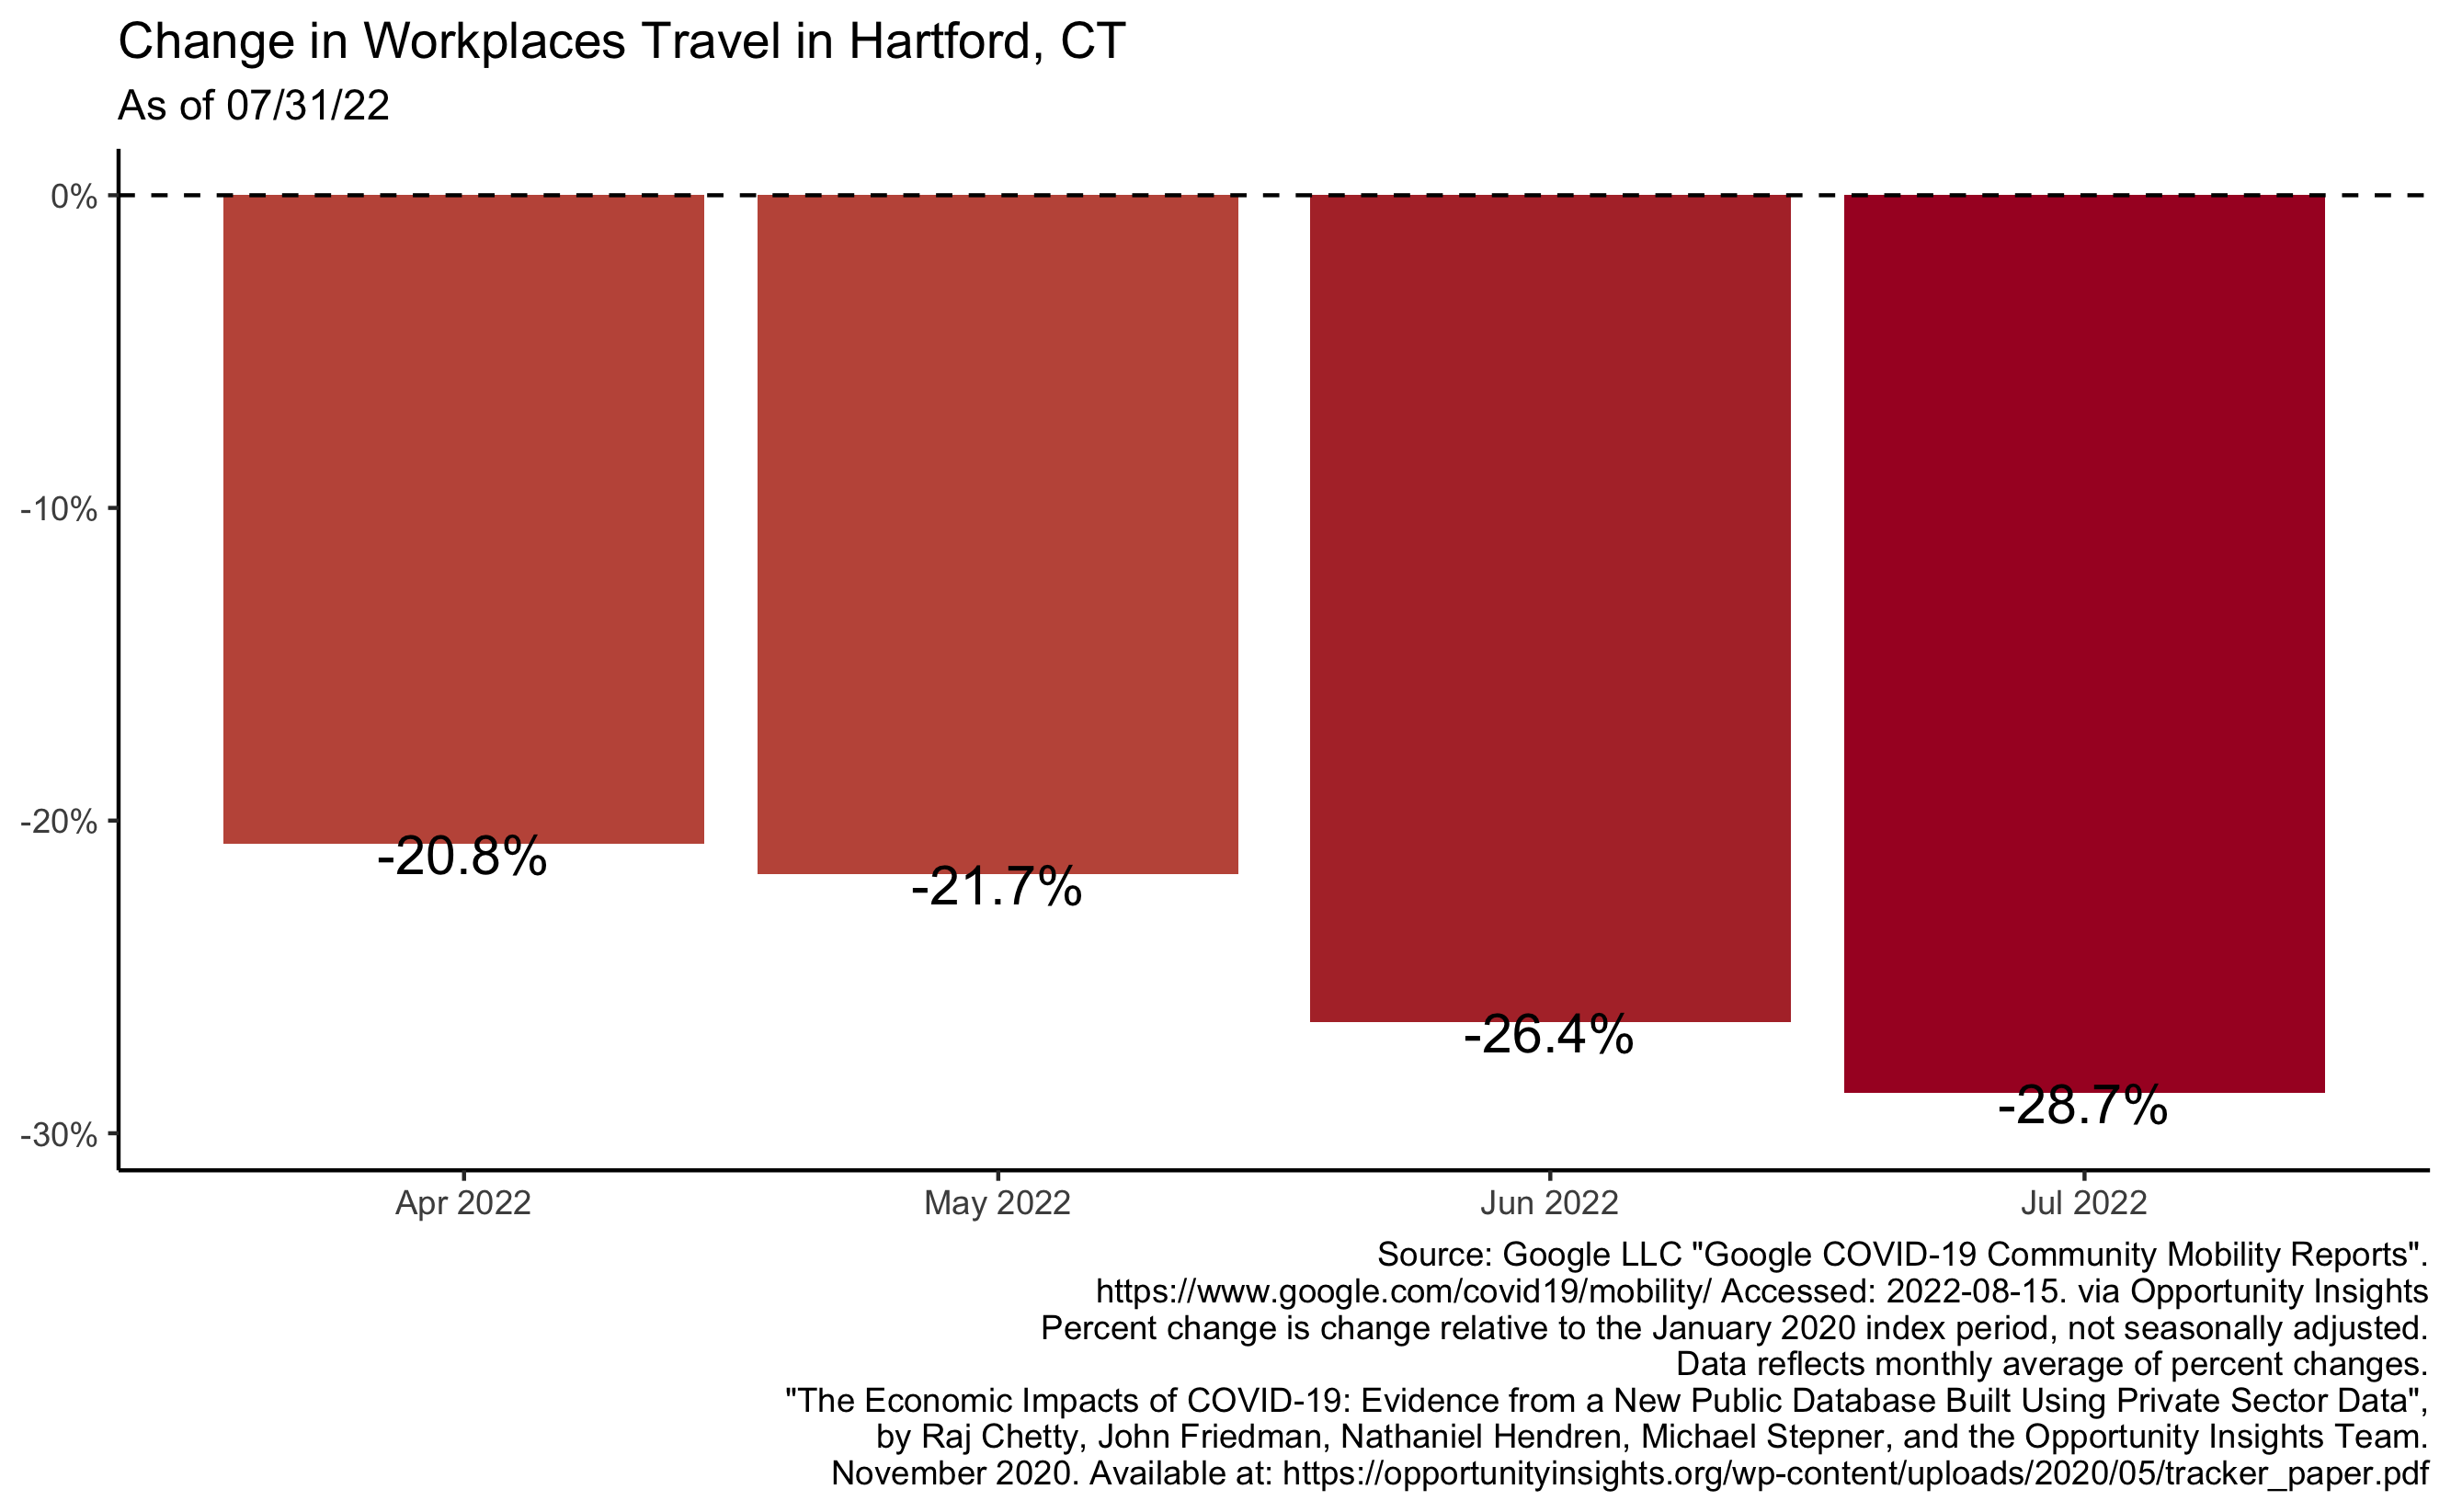 Change in Workplaces Travel in Hartford, CT
As of 07/31/22
0%
-10%
-20%
-30%
-20.8%
-21.7%
-26.4%
-28.7%
Apr 2022
May 2022
Jun 2022
Jul 2022
Source: Google LLC "Google COVID-19 Community Mobility Reports".
https://www.google.com/covid19/mobility/ Accessed: 2022-08-15. via Opportunity Insights
Percent change is change relative to the January 2020 index period, not seasonally adjusted.
Data reflects monthly average of percent changes.
"The Economic Impacts of COVID-19: Evidence from a New Public Database Built Using Private Sector Data",
by Raj Chetty, John Friedman, Nathaniel Hendren, Michael Stepner, and the Opportunity Insights Team.
November 2020. Available at: https://opportunityinsights.org/wp-content/uploads/2020/05/tracker_paper.pdf